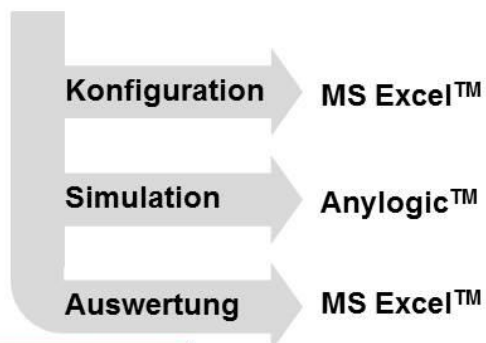 Konfiguration MS Excel™
Simulation Anylogic™
Auswertung MS Excel™